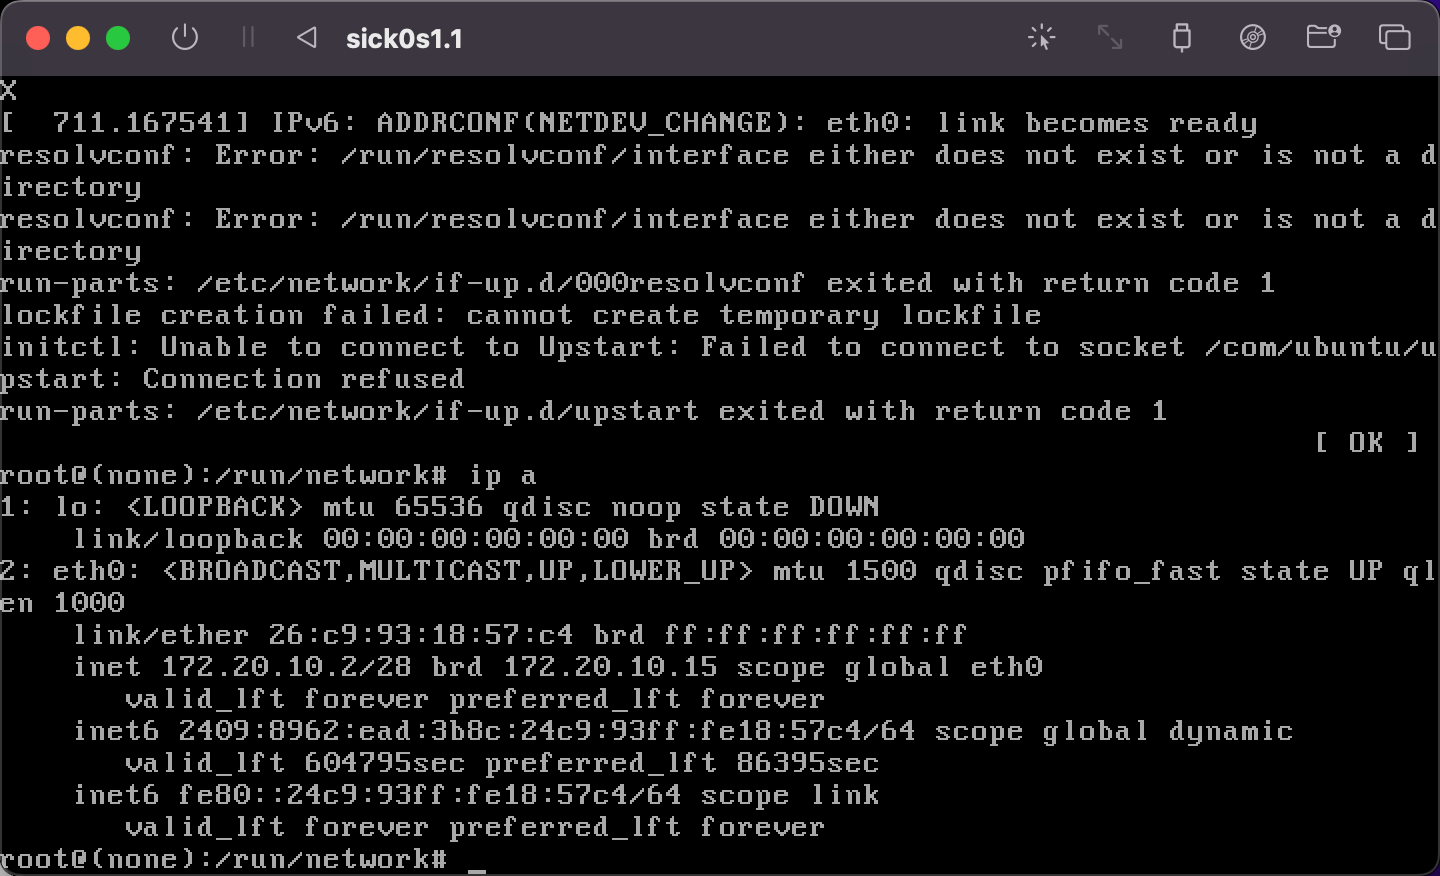 sick0s1.1
X
[  711.167541] IPv6: ADDRCONF(NETDEV_CHANGE): eth0: link becomes ready
resolvconf: Error: /run/resolvconf/interface either does not exist or is not a d
irectory
resolvconf: Error: /run/resolvconf/interface either does not exist or is not a d
irectory
run-parts: /etc/network/if-up.d/000resolvconf exited with return code 1
lockfile creation failed: cannot create temporary lockfile
initctl: Unable to connect to Upstart: Failed to connect to socket /com/ubuntu/u
pstart: Connection refused
run-parts: /etc/network/if-up.d/upstart exited with return code 1
[ OK ]
root@(none):/run/network# ip a
1: lo: <LOOPBACK> mtu 65536 qdisc noop state DOWN
    link/loopback 00:00:00:00:00:00 brd 00:00:00:00:00:00
2: eth0: <BROADCAST,MULTICAST,UP,LOWER_UP> mtu 1500 qdisc pfifo_fast state UP ql
en 1000
    link/ether 26:c9:93:18:57:c4 brd ff:ff:ff:ff:ff:ff
    inet 172.20.10.2/28 brd 172.20.10.15 scope global eth0
       valid_lft forever preferred_lft forever
    inet6 2409:8962:ead:3b8c:24c9:93ff:fe18:57c4/64 scope global dynamic
       valid_lft 604795sec preferred_lft 86395sec
    inet6 fe80::24c9:93ff:fe18:57c4/64 scope link
       valid_lft forever preferred_lft forever
root@(none):/run/network# _